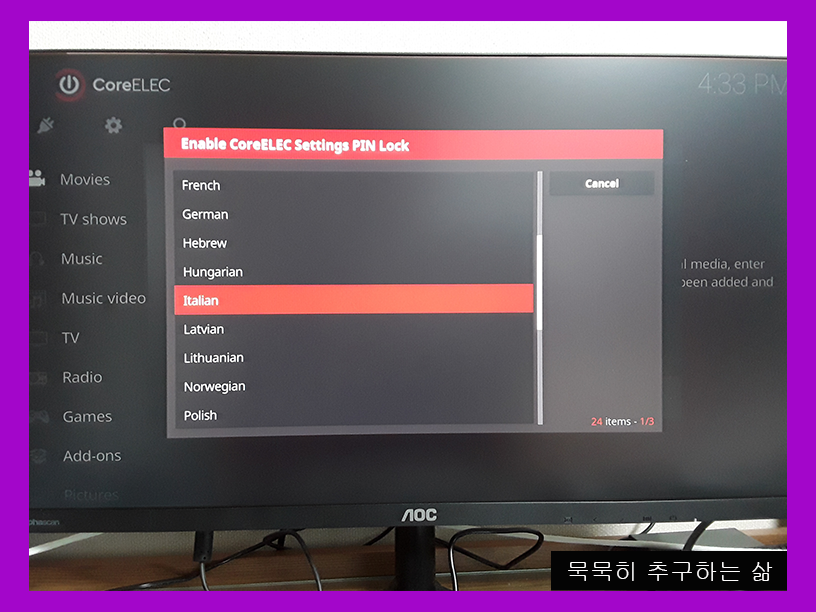 CoreELEC
4:33 PM
Enable CoreELEC Settings PIN Lock
Movies
TV shows
Music
Music video
TV
Radio
Games
Add-ons
Pictures
French
German
Hebrew
Hungarian
Italian
Latvian
Lithuanian
Norwegian
Polish
Cancel
24 items - 1/3
media, enter
been added and
AOC
묵묵히 추구하는 삶